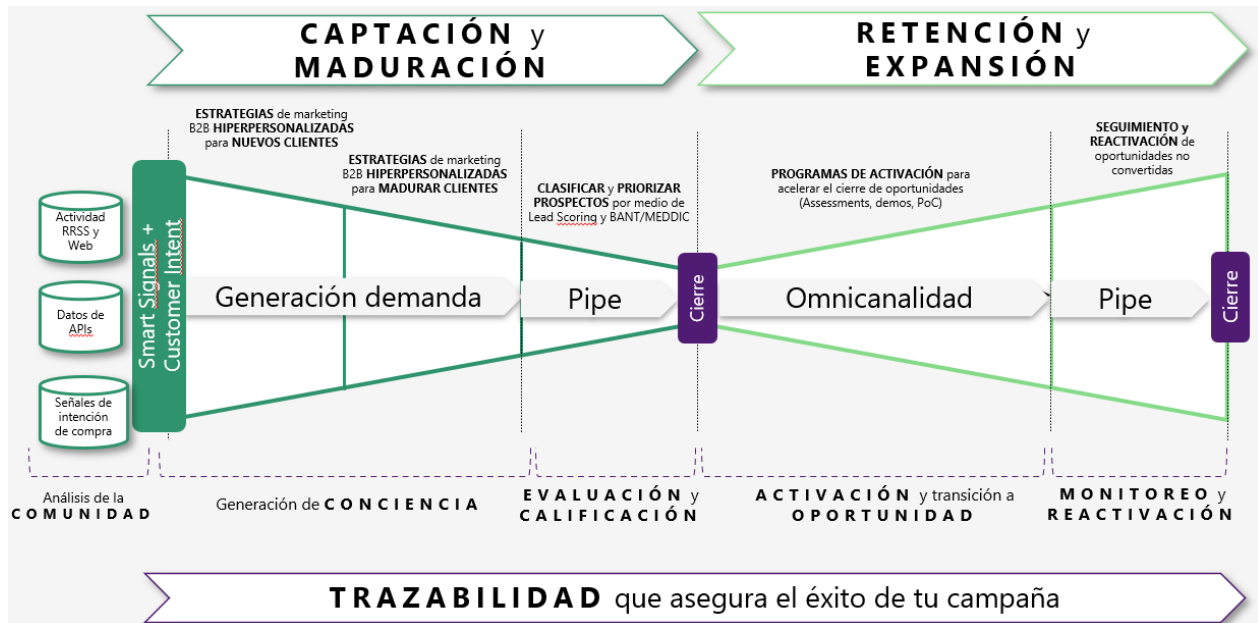 CAPTACIÓN y
MADURACIÓN
RETENCIÓN y
EXPANSIÓN
ESTRATEGIAS de marketing
B2B HIPERPERSONALIZADAS
para NUEVOS CLIENTES
ESTRATEGIAS de marketing
B2B HIPERPERSONALIZADAS
para MADURAR CLIENTES
CLASIFICAR y PRIORIZAR
PROSPECTOS por medio de
Lead Scoring y BANT/MEDDIC
PROGRAMAS DE ACTIVACIÓN para
acelerar el cierre de oportunidades
(Assessments, demos, PoC)
SEGUIMIENTO y
REACTIVACIÓN de
oportunidades no
convertidas
Actividad
RRSS y
Web
Datos de
APIs
Señales de
intención
de compra
Smart Signals +
Customer Intent
Generación demanda
Pipe
Cierre
Omnicanalidad
Pipe
Cierre
Análisis de la
COMUNIDAD
Generación de CONCIENCIA
EVALUACIÓN y
CALIFICACIÓN
ACTIVACIÓN y transición a
OPORTUNIDAD
MONITOREO y
REACTIVACIÓN
TRAZABILIDAD que asegura el éxito de tu campaña